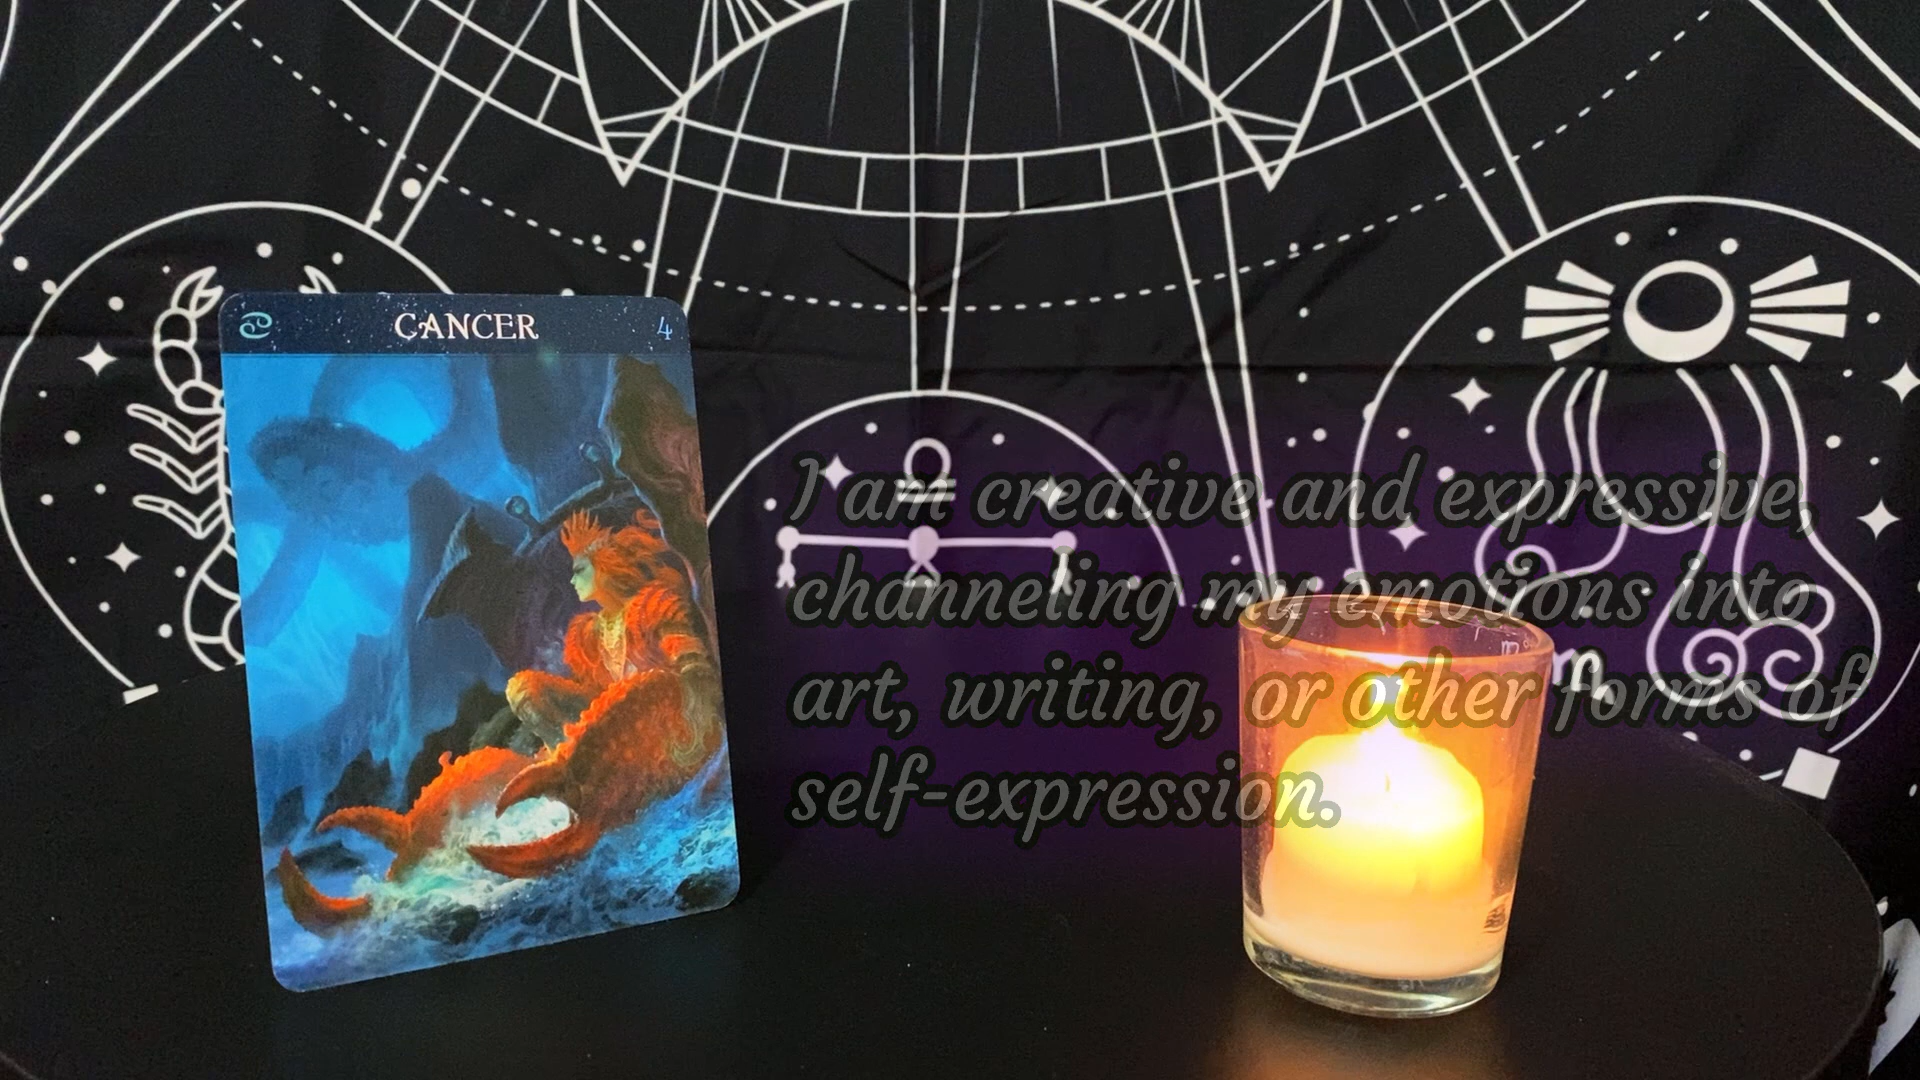 ♋ CANCER 4
I am creative and expressive,
channeling my emotions into
art, writing, or other forms of
self-expression.